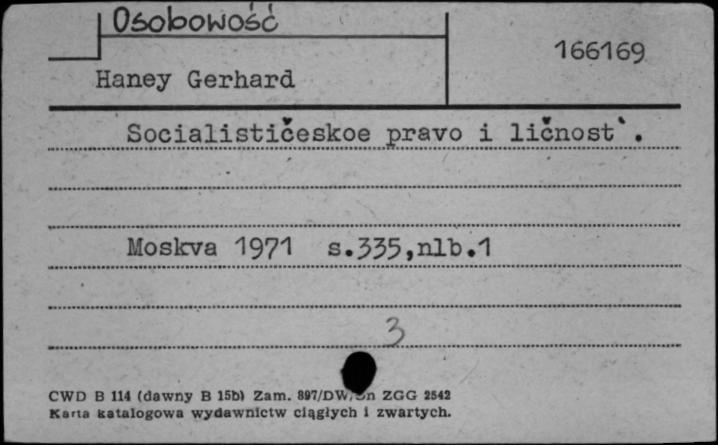 Osobowość
166169
Haney Gerhard
Socialističeskoe pravo i ličnost`.
Moskva 1971 s.335,nlb.1
3
CWD B 114 (dawny B 15b) Zam. 897/DW/ ZGG 2542
Karta katalogowa wydawnictw ciągłych i zwartych.